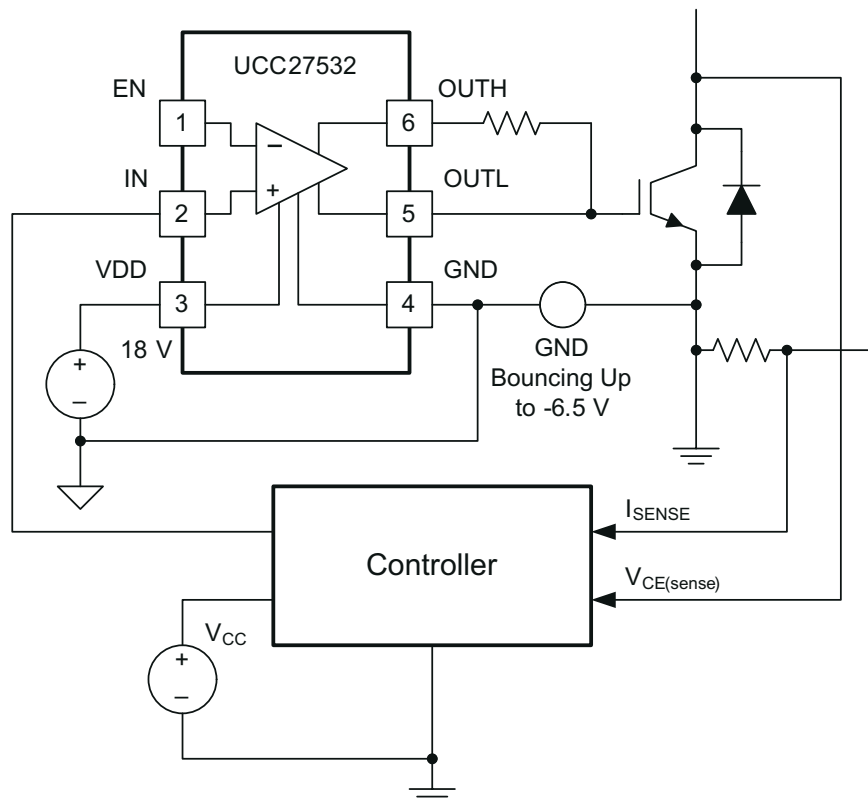 UCC27532
EN
OUTH
1
6
IN
OUTL
2
5
VDD
GND
3
4
18 V
GND
Bouncing Up
to -6.5 V
ISENSE
Controller
VCE(sense)
VCC